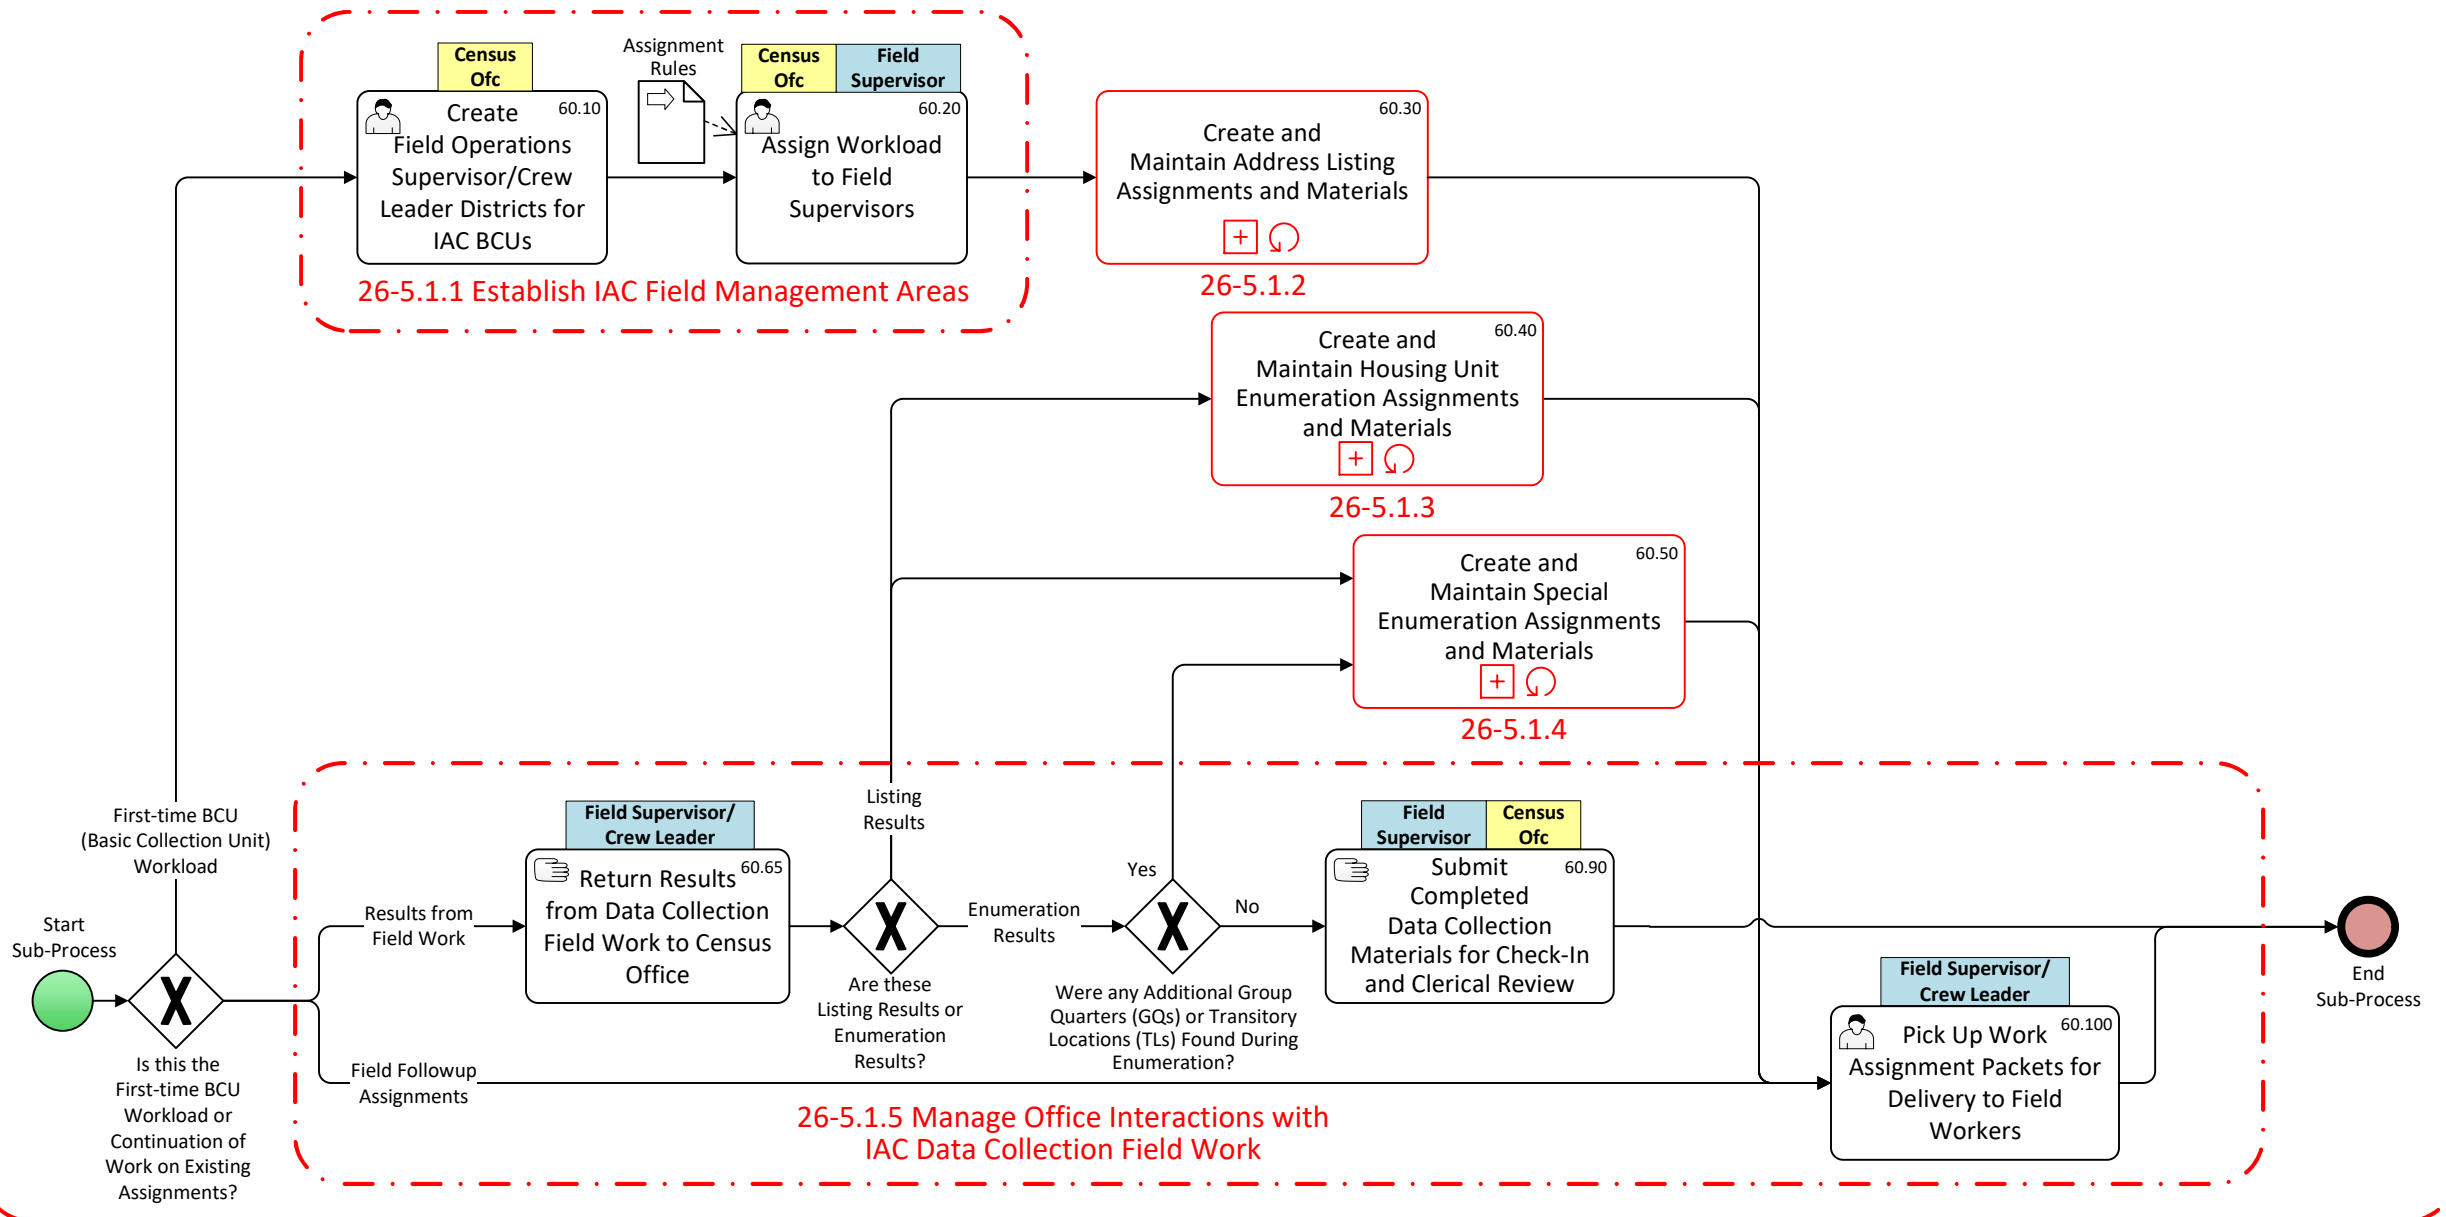 Census
Ofc
60.10
Create
Field Operations
Supervisor/Crew
Leader Districts for
IAC BCUs
Assignment
Rules
Census
Ofc
Field
Supervisor
60.20
Assign Workload
to Field
Supervisors
26-5.1.1 Establish IAC Field Management Areas
60.30
Create and
Maintain Address Listing
Assignments and Materials
+
26-5.1.2
60.40
Create and
Maintain Housing Unit
Enumeration Assignments
and Materials
+
26-5.1.3
60.50
Create and
Maintain Special
Enumeration Assignments
and Materials
+
26-5.1.4
First-time BCU
(Basic Collection Unit)
Workload
Start
Sub-Process
X
Is this the
First-time BCU
Workload or
Continuation of
Work on Existing
Assignments?
Results from
Field Work
Field Followup
Assignments
Field Supervisor/
Crew Leader
60.65
Return Results
from Data Collection
Field Work to Census
Office
Listing
Results
X
Are these
Listing Results or
Enumeration
Results?
Enumeration
Results
Yes
X
No
Were any Additional Group
Quarters (GQs) or Transitory
Locations (TLs) Found During
Enumeration?
Field
Supervisor
Census
Ofc
60.90
Submit
Completed
Data Collection
Materials for Check-In
and Clerical Review
Field Supervisor/
Crew Leader
60.100
Pick Up Work
Assignment Packets for
Delivery to Field
Workers
End
Sub-Process
26-5.1.5 Manage Office Interactions with
IAC Data Collection Field Work